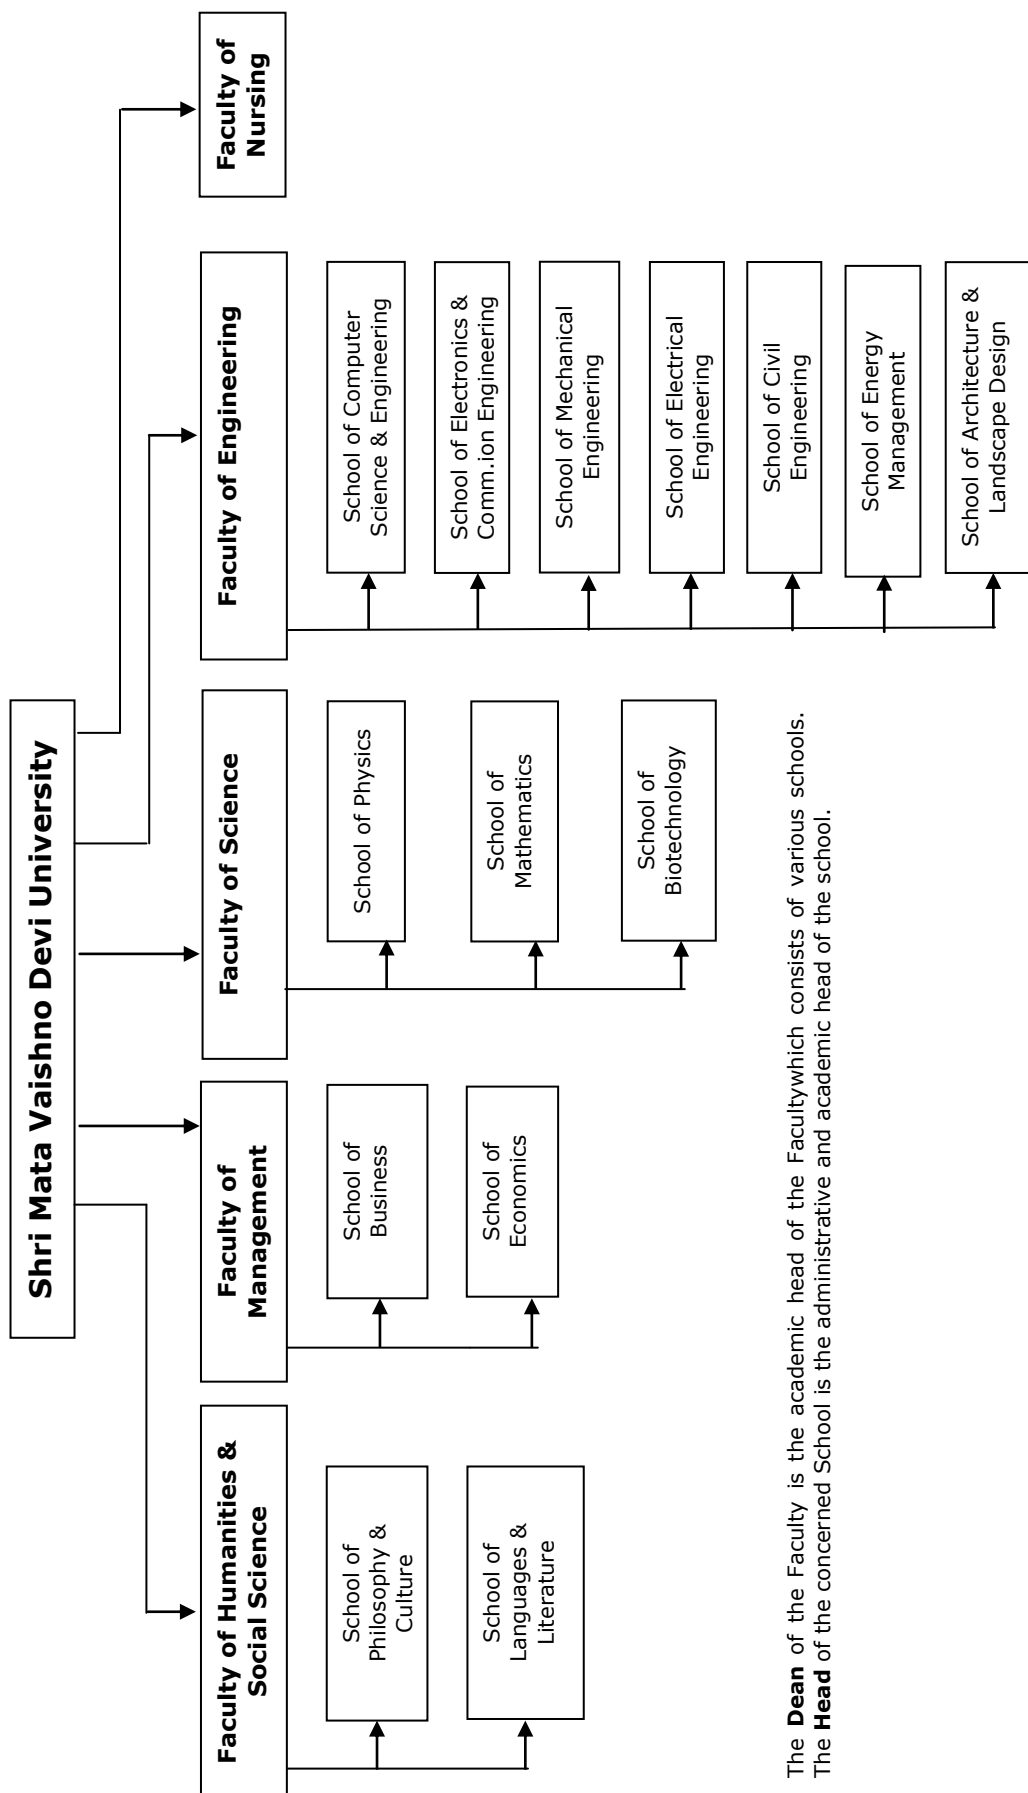 Shri Mata Vaishno Devi University
Faculty of Humanities &
Social Science
School of
Philosophy &
Culture
School of
Languages &
Literature
Faculty of
Management
School of
Business
School of
Economics
Faculty of Science
School of Physics
School of
Mathematics
School of
Biotechnology
Faculty of Engineering
School of Computer
Science & Engineering
School of Electronics &
Comm.ion Engineering
School of Mechanical
Engineering
School of Electrical
Engineering
School of Civil
Engineering
School of Energy
Management
School of Architecture &
Landscape Design
Faculty of
Nursing
The Dean of the Faculty is the academic head of the Facultywhich consists of various schools.
The Head of the concerned School is the administrative and academic head of the school.